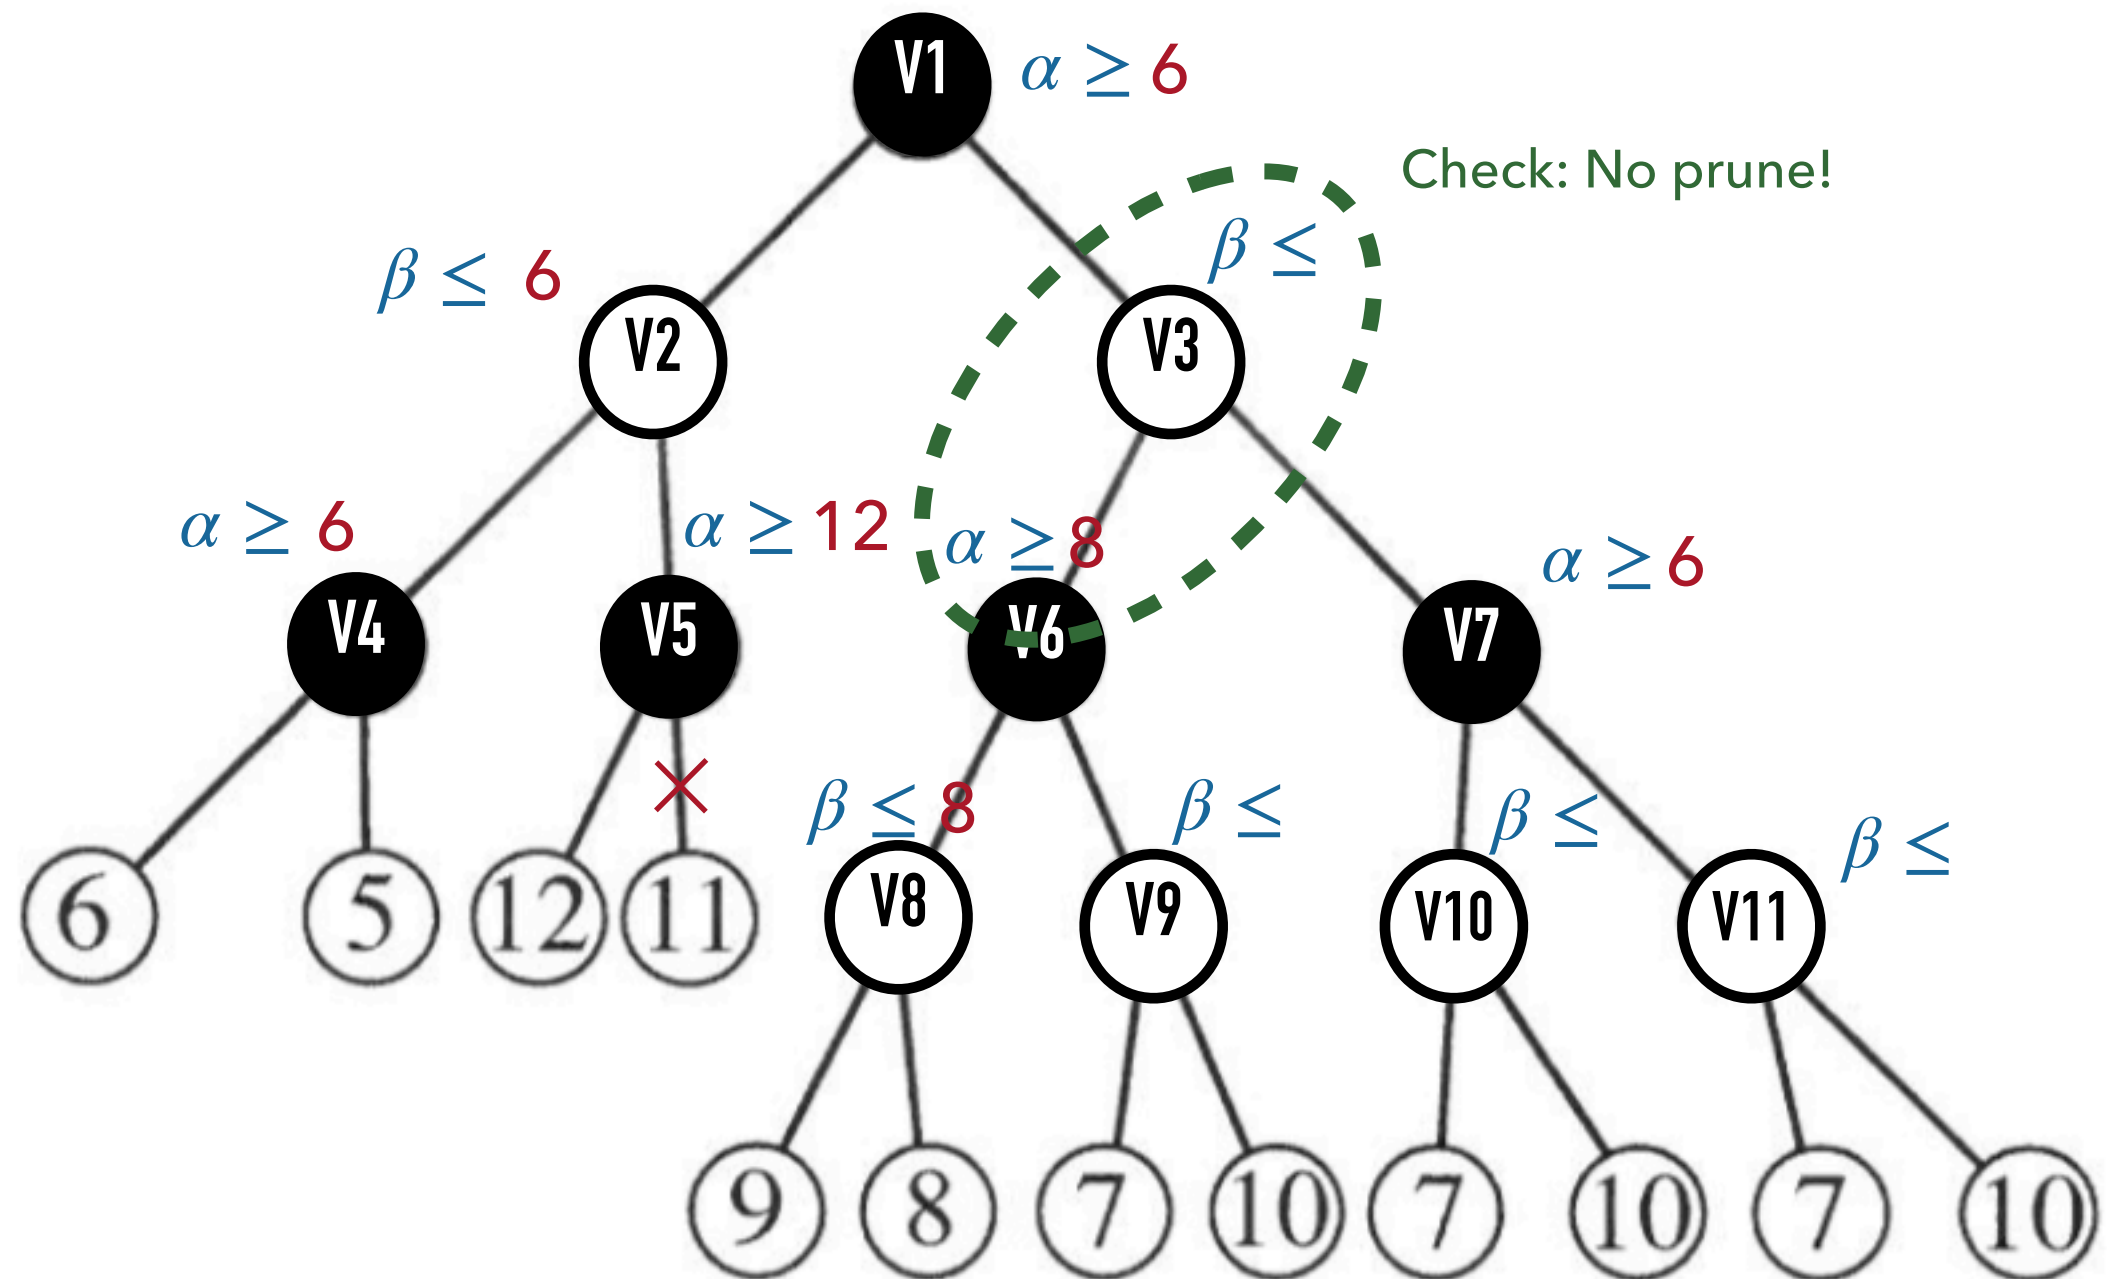 V1
α ≥ 6
Check: No prune!
β ≤ 6
β ≤
V2
V3
α ≥ 6
α ≥ 12
α ≥ 8
α ≥ 6
V4
V5
V6
V7
β ≤ 8
β ≤
β ≤
β ≤
6
5
12
11
V8
V9
V10
V11
9
8
7
10
7
10
7
10